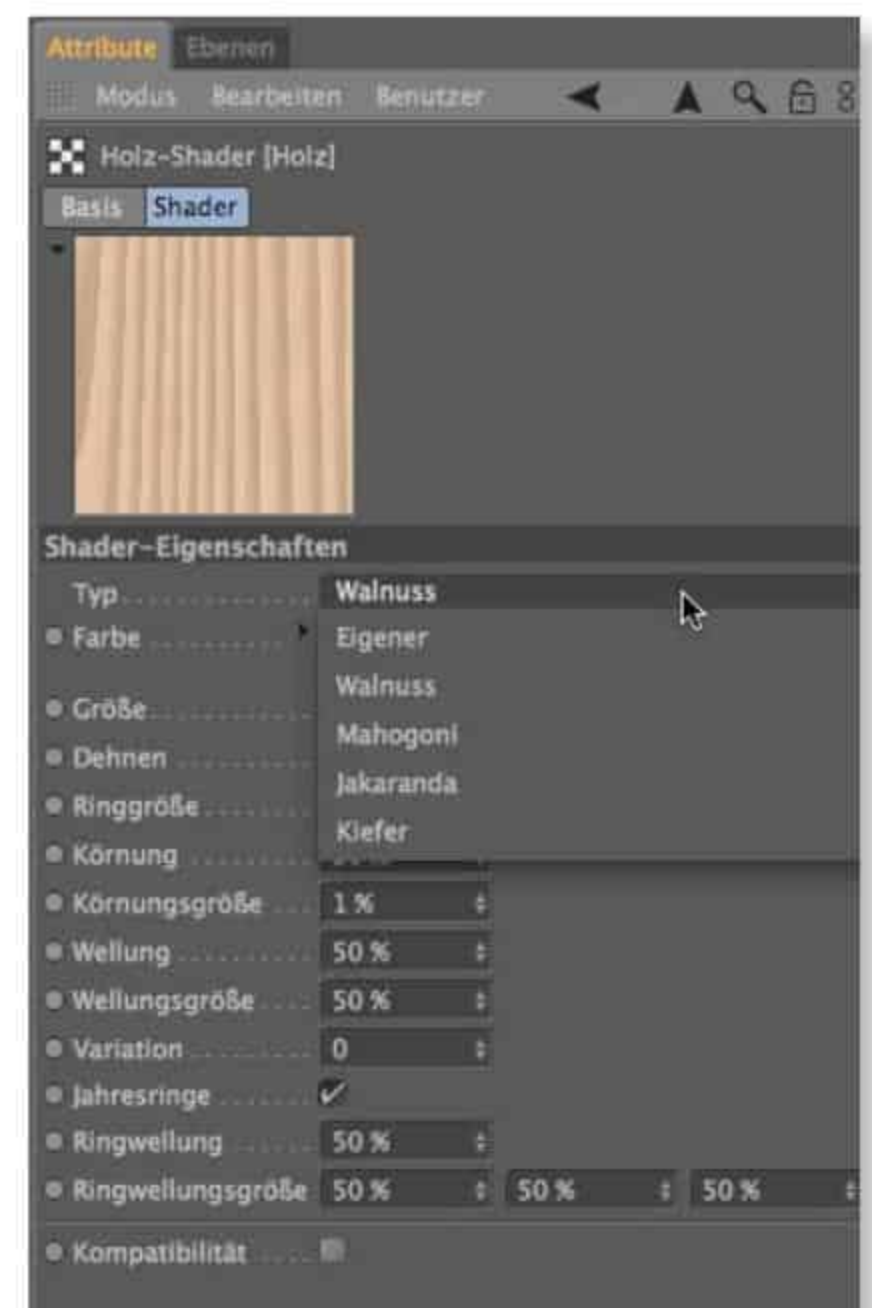 Attribute Ebenen
Modus Bearbeiten Benutzer
Holz-Shader [Holz]
Basis Shader
Shader-Eigenschaften
Typ Walnuss
Farbe Eigener
Walnuss
Größe
Mahogoni
Dehnen
Jakaranda
Ringgröße
Kiefer
Körnung
Körnungsgröße 1 %
Wellung 50 %
Wellungsgröße 50 %
Variation 0
Jahresringe
Ringwellung 50 %
Ringwellungsgröße 50 % 50 % 50 %
Kompatibilität